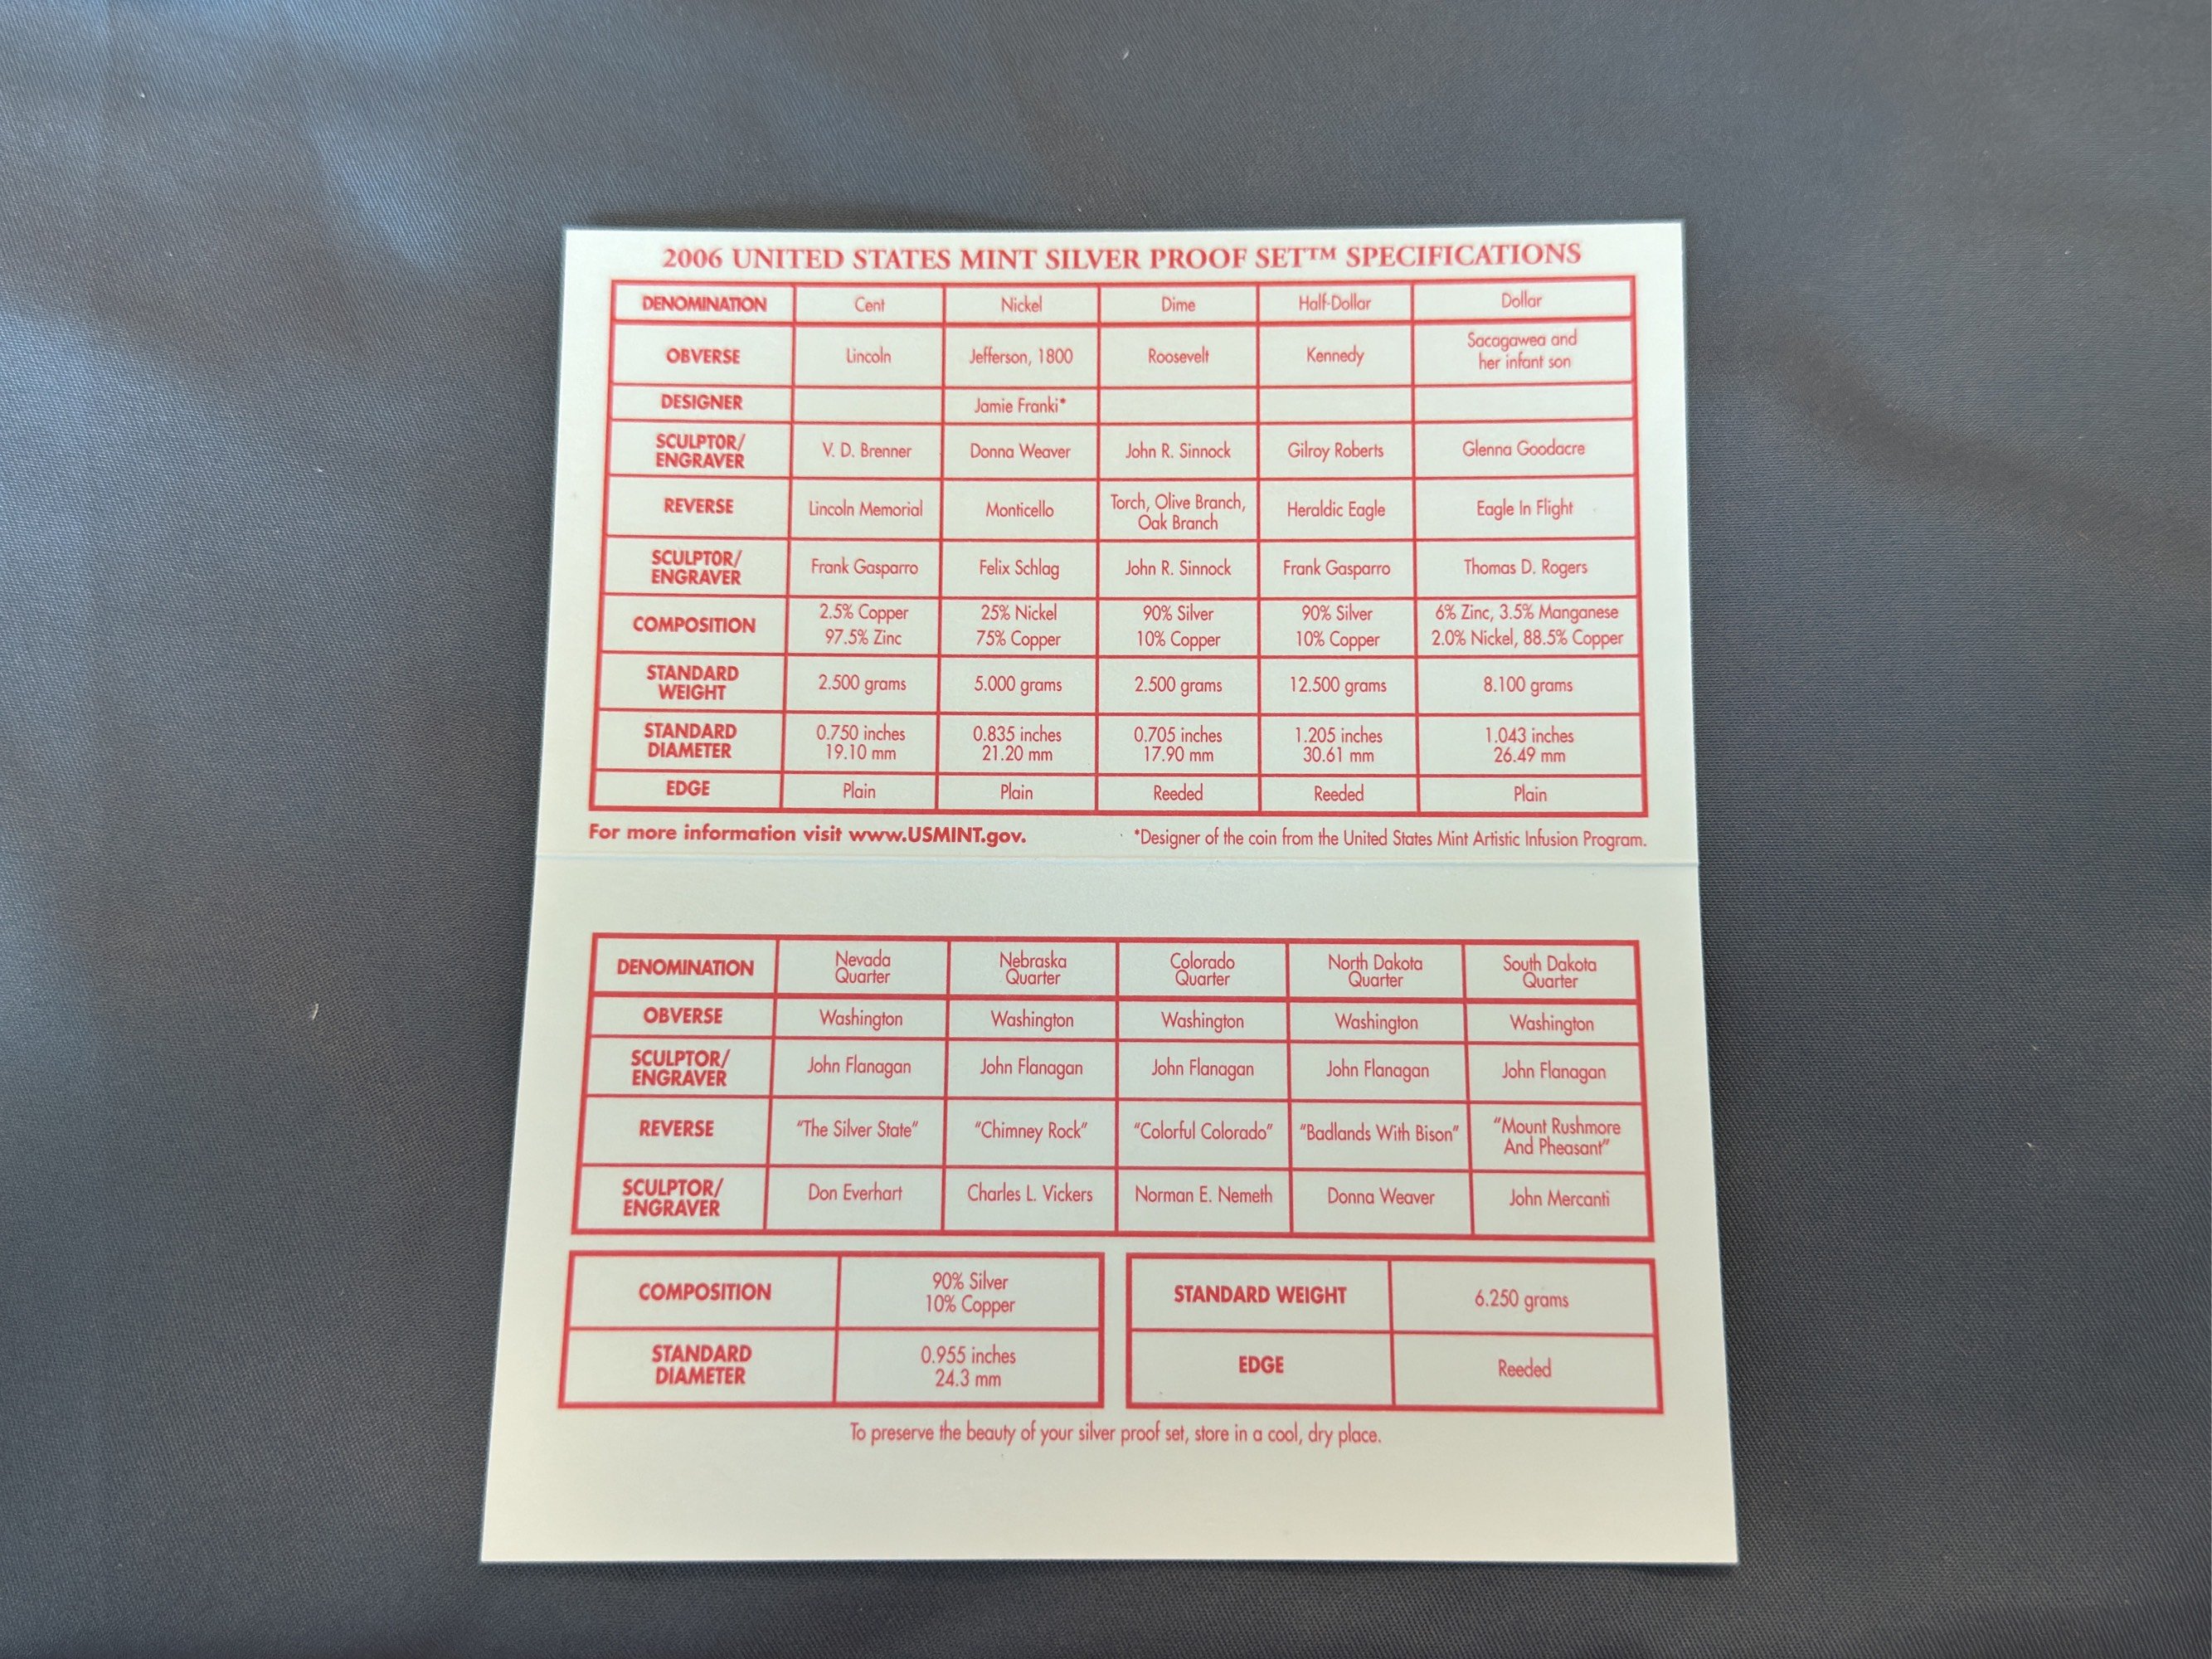 2006 UNITED STATES MINT SILVER PROOF SET™ SPECIFICATIONS
DENOMINATION Cent Nickel Dime Half-Dollar Dollar
OBVERSE Lincoln Jefferson, 1800 Roosevelt Kennedy Sacagawea and
her infant son
DESIGNER Jamie Franki*
SCULPTOR/
ENGRAVER V. D. Brenner Donna Weaver John R. Sinnock Gilroy Roberts Glenna Goodacre
REVERSE Lincoln Memorial Monticello Torch, Olive Branch,
Oak Branch Heraldic Eagle Eagle In Flight
SCULPTOR/
ENGRAVER Frank Gasparro Felix Schlag John R. Sinnock Frank Gasparro Thomas D. Rogers
COMPOSITION 2.5% Copper 25% Nickel 90% Silver 90% Silver 6% Zinc, 3.5% Manganese
97.5% Zinc 75% Copper 10% Copper 10% Copper 2.0% Nickel, 88.5% Copper
STANDARD
WEIGHT 2.500 grams 5.000 grams 2.500 grams 12.500 grams 8.100 grams
STANDARD 0.750 inches 0.835 inches 0.705 inches 1.205 inches 1.043 inches
DIAMETER 19.10 mm 21.20 mm 17.90 mm 30.61 mm 26.49 mm
EDGE Plain Plain Reeded Reeded Plain
For more information visit www.USMINT.gov. *Designer of the coin from the United States Mint Artistic Infusion Program.
DENOMINATION Nevada Nebraska Colorado North Dakota South Dakota
Quarter Quarter Quarter Quarter Quarter
OBVERSE Washington Washington Washington Washington Washington
SCULPTOR/
ENGRAVER John Flanagan John Flanagan John Flanagan John Flanagan John Flanagan
REVERSE "The Silver State" "Chimney Rock" "Colorful Colorado" "Badlands With Bison" "Mount Rushmore
And Pheasant"
SCULPTOR/
ENGRAVER Don Everhart Charles L. Vickers Norman E. Nemeth Donna Weaver John Mercanti
COMPOSITION 90% Silver
10% Copper
STANDARD WEIGHT 6.250 grams
STANDARD 0.955 inches
DIAMETER 24.3 mm
EDGE Reeded
To preserve the beauty of your silver proof set, store in a cool, dry place.